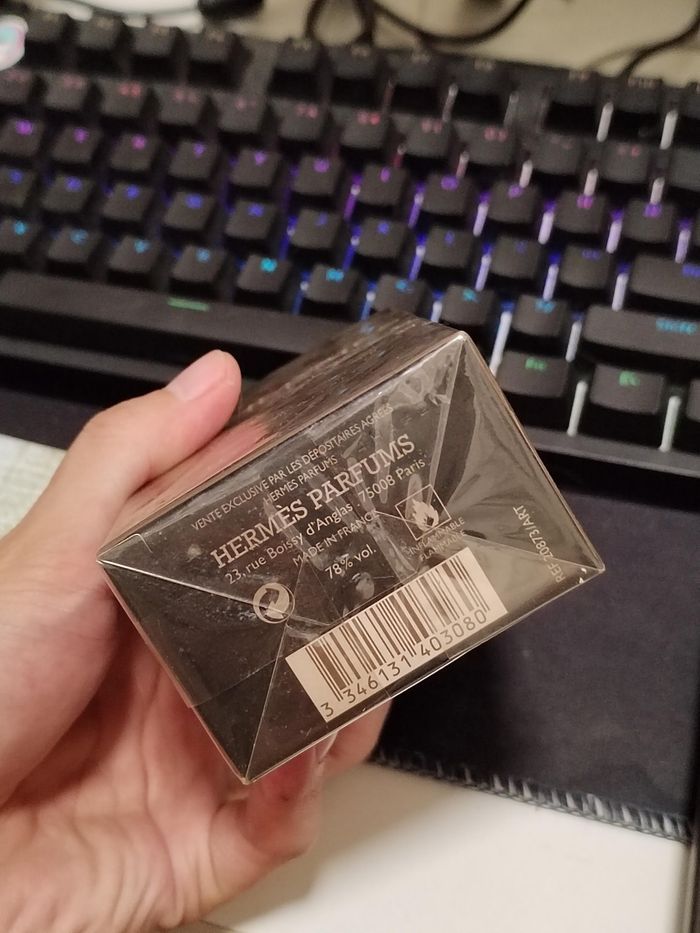 VENTE EXCLUSIVE PAR LES DÉPOSITAIRES AGRÉÉS
HERMÈS PARFUMS
HERMÈS PARFUMS
23, rue Boissy d'Anglas 75008 Paris
MADE IN FRANCE
78% vol.
INFLAMMABLE
FLAMMABLE
3 346131 403080